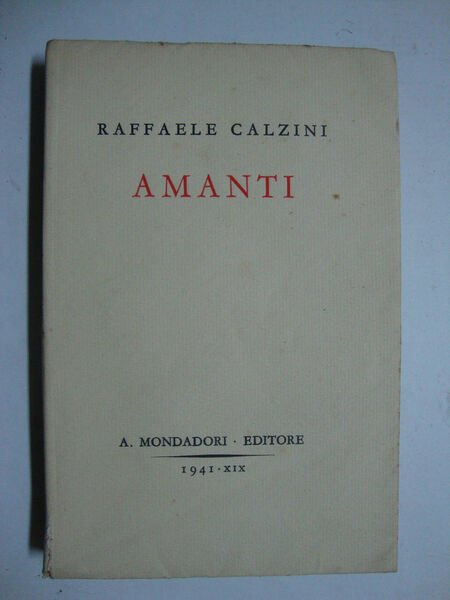 RAFFAELE CALZINI
AMANTI
A. MONDADORI · EDITORE
1941 · XIX